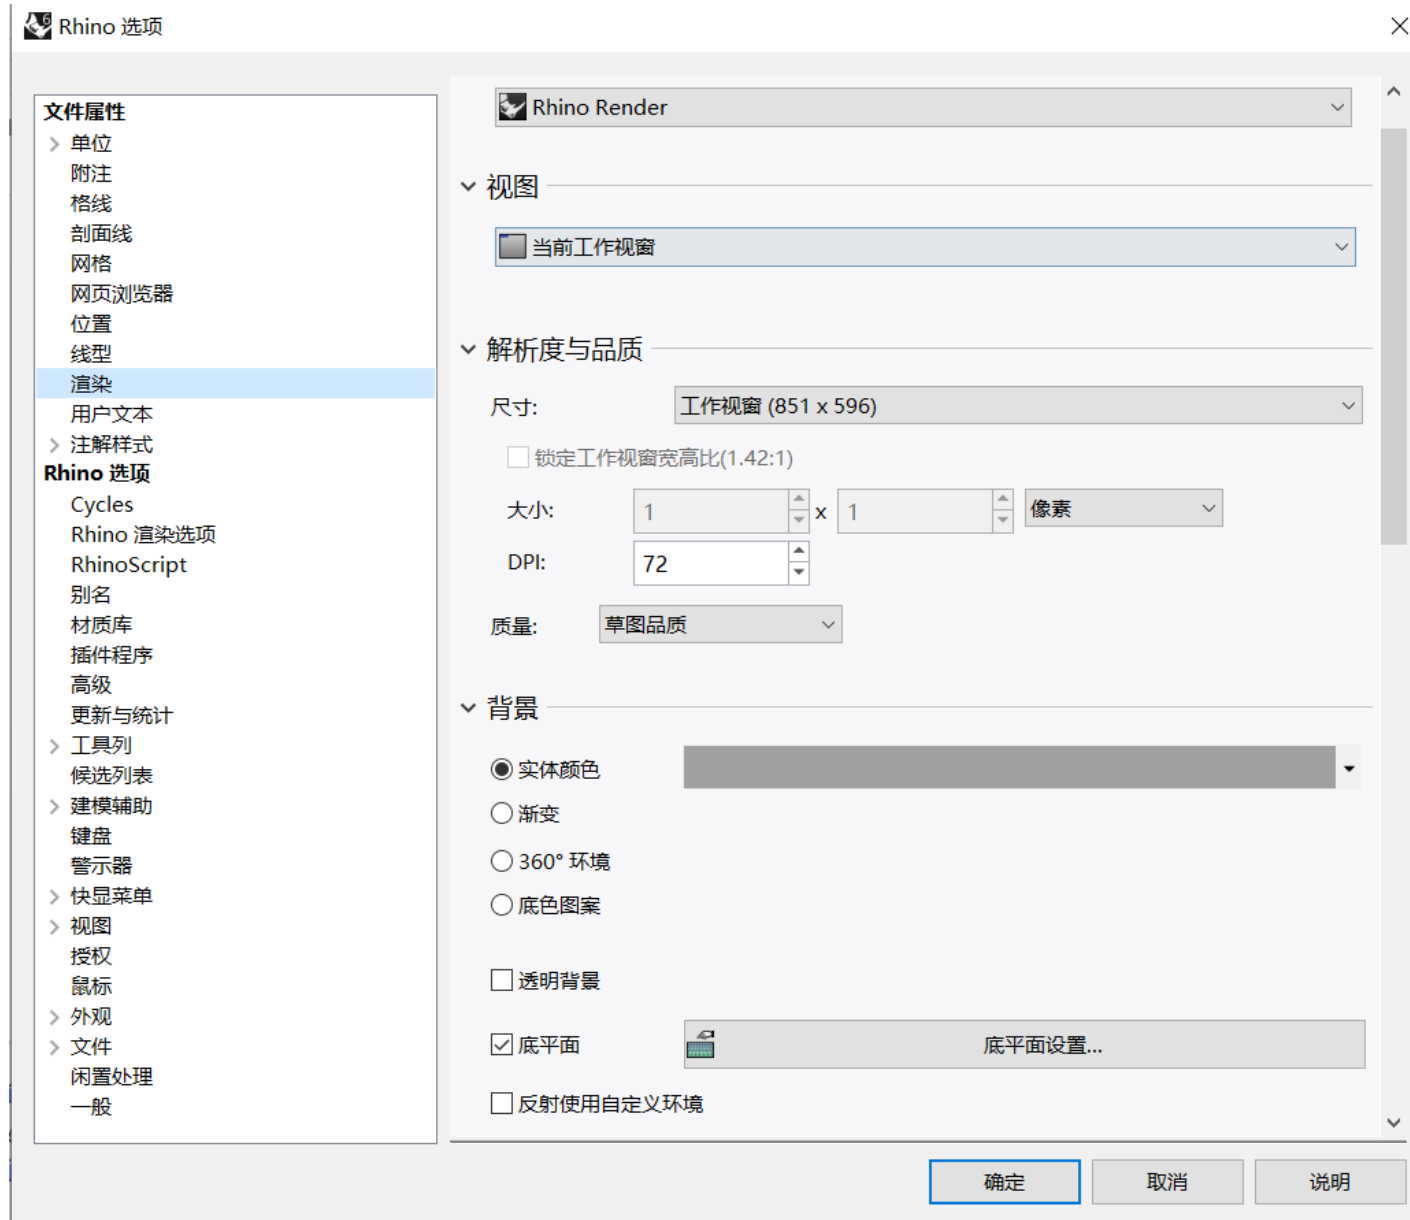 Rhino 选项
文件属性
单位
附注
格线
剖面线
网格
网页浏览器
位置
线型
渲染
用户文本
注解样式
Rhino 选项
Cycles
Rhino 渲染选项
RhinoScript
别名
材质库
插件程序
高级
更新与统计
工具列
候选列表
建模辅助
键盘
警示器
快显菜单
视图
授权
鼠标
外观
文件
闲置处理
一般
Rhino Render
视图
当前工作视窗
解析度与品质
尺寸: 工作视窗 (851 x 596)
锁定工作视窗宽高比(1.42:1)
大小: 1 x 1 像素
DPI: 72
质量: 草图品质
背景
实体颜色
渐变
360° 环境
底色图案
透明背景
底平面 底平面设置...
反射使用自定义环境
确定 取消 说明